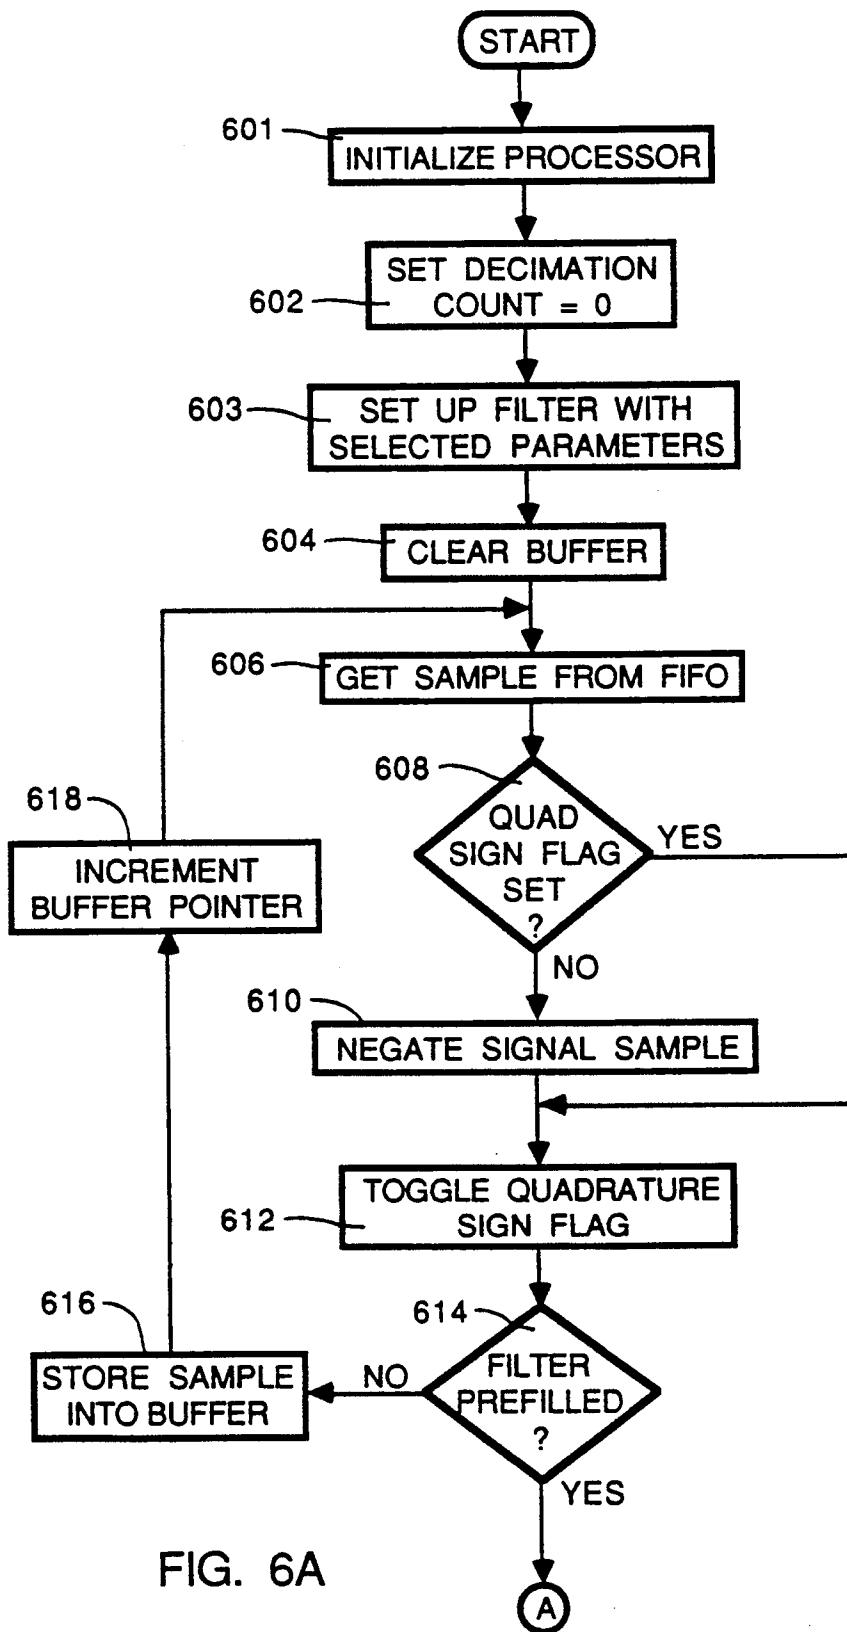 START
601
INITIALIZE PROCESSOR
SET DECIMATION
COUNT = 0
602
603
SET UP FILTER WITH
SELECTED PARAMETERS
604
CLEAR BUFFER
606
GET SAMPLE FROM FIFO
608
QUAD
SIGN FLAG
SET
?
YES
NO
618
INCREMENT
BUFFER POINTER
610
NEGATE SIGNAL SAMPLE
TOGGLE QUADRATURE
SIGN FLAG
612
614
FILTER
PREFILLED
?
NO
YES
616
STORE SAMPLE
INTO BUFFER
FIG. 6A
A